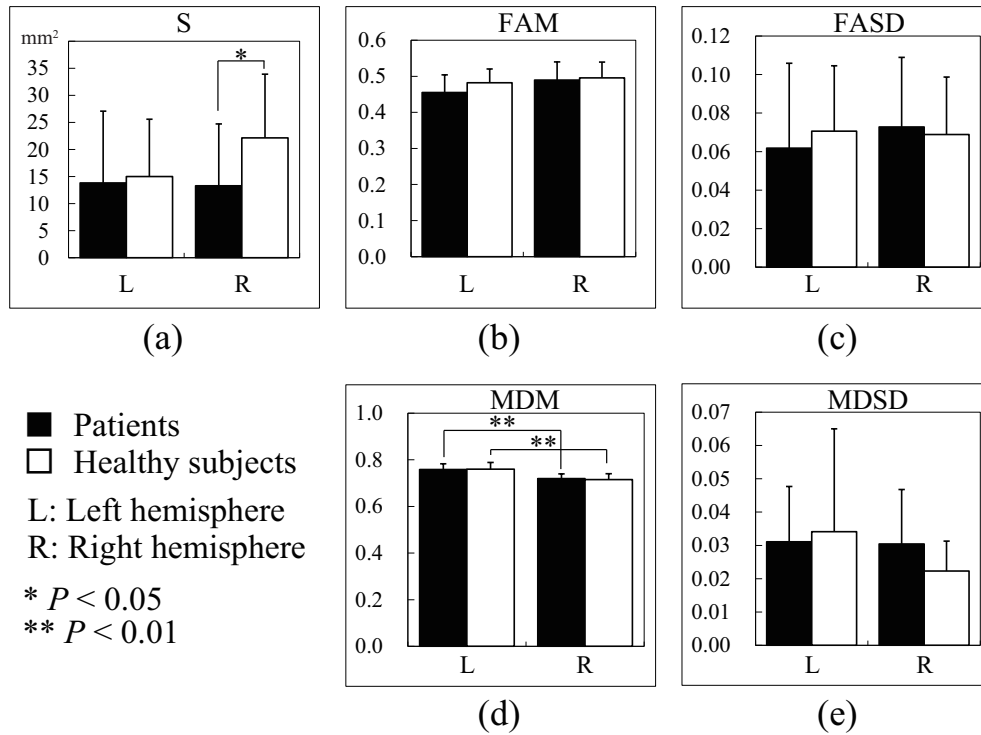 S
mm²
35
30
25
20
15
10
5
0
*
L R
(a)
FAM
0.6
0.5
0.4
0.3
0.2
0.1
0.0
L R
(b)
FASD
0.12
0.10
0.08
0.06
0.04
0.02
0.00
L R
(c)
Patients
Healthy subjects
L: Left hemisphere
R: Right hemisphere
* P < 0.05
** P < 0.01
MDM
1.0
0.8
0.6
0.4
0.2
0.0
**
**
L R
(d)
MDSD
0.07
0.06
0.05
0.04
0.03
0.02
0.01
0.00
L R
(e)